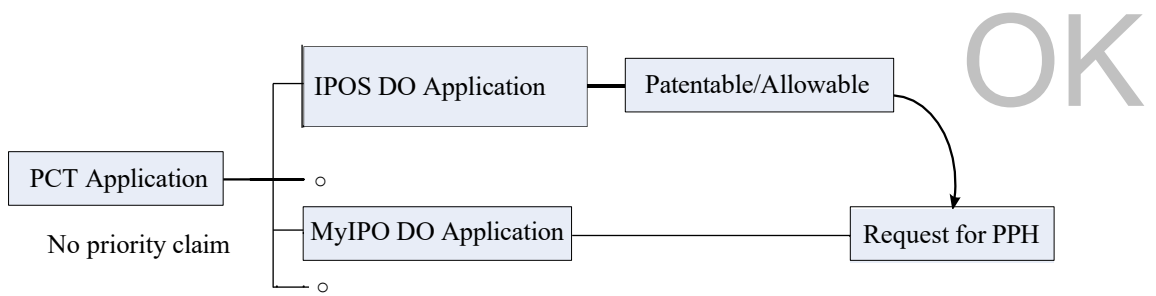 OK
IPOS DO Application
Patentable/Allowable
PCT Application
No priority claim
MyIPO DO Application
Request for PPH